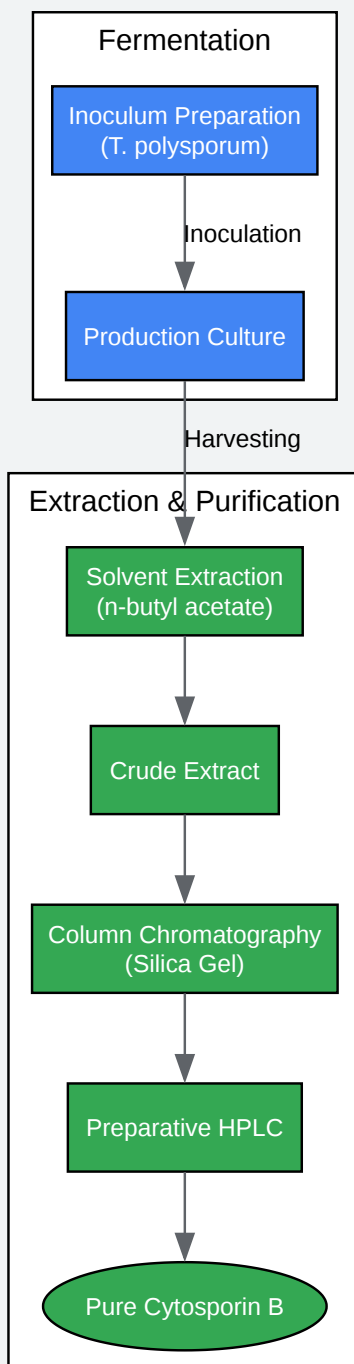 Fermentation
Inoculum Preparation
(T. polysporum)
Inoculation
Production Culture
Harvesting
Extraction & Purification
Solvent Extraction
(n-butyl acetate)
Crude Extract
Column Chromatography
(Silica Gel)
Preparative HPLC
Pure Cytosporin B